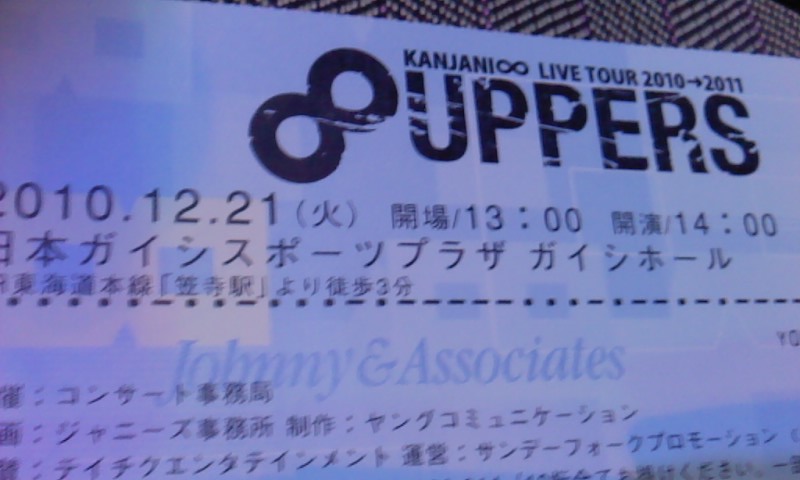 KANJANI∞ LIVE TOUR 2010→2011
8UPPERS
2010.12.21(火) 開場/13:00 開演/14:00
日本ガイシスポーツプラザ ガイシホール
東海道本線「笠寺駅」より徒歩3分
YO
Johnny&Associates
催:コンサート事務局
画:ジャニーズ事務所 制作:ヤングコミュニケーション
賛:テイチクエンタテインメント 運営:サンデーフォークプロモーション(